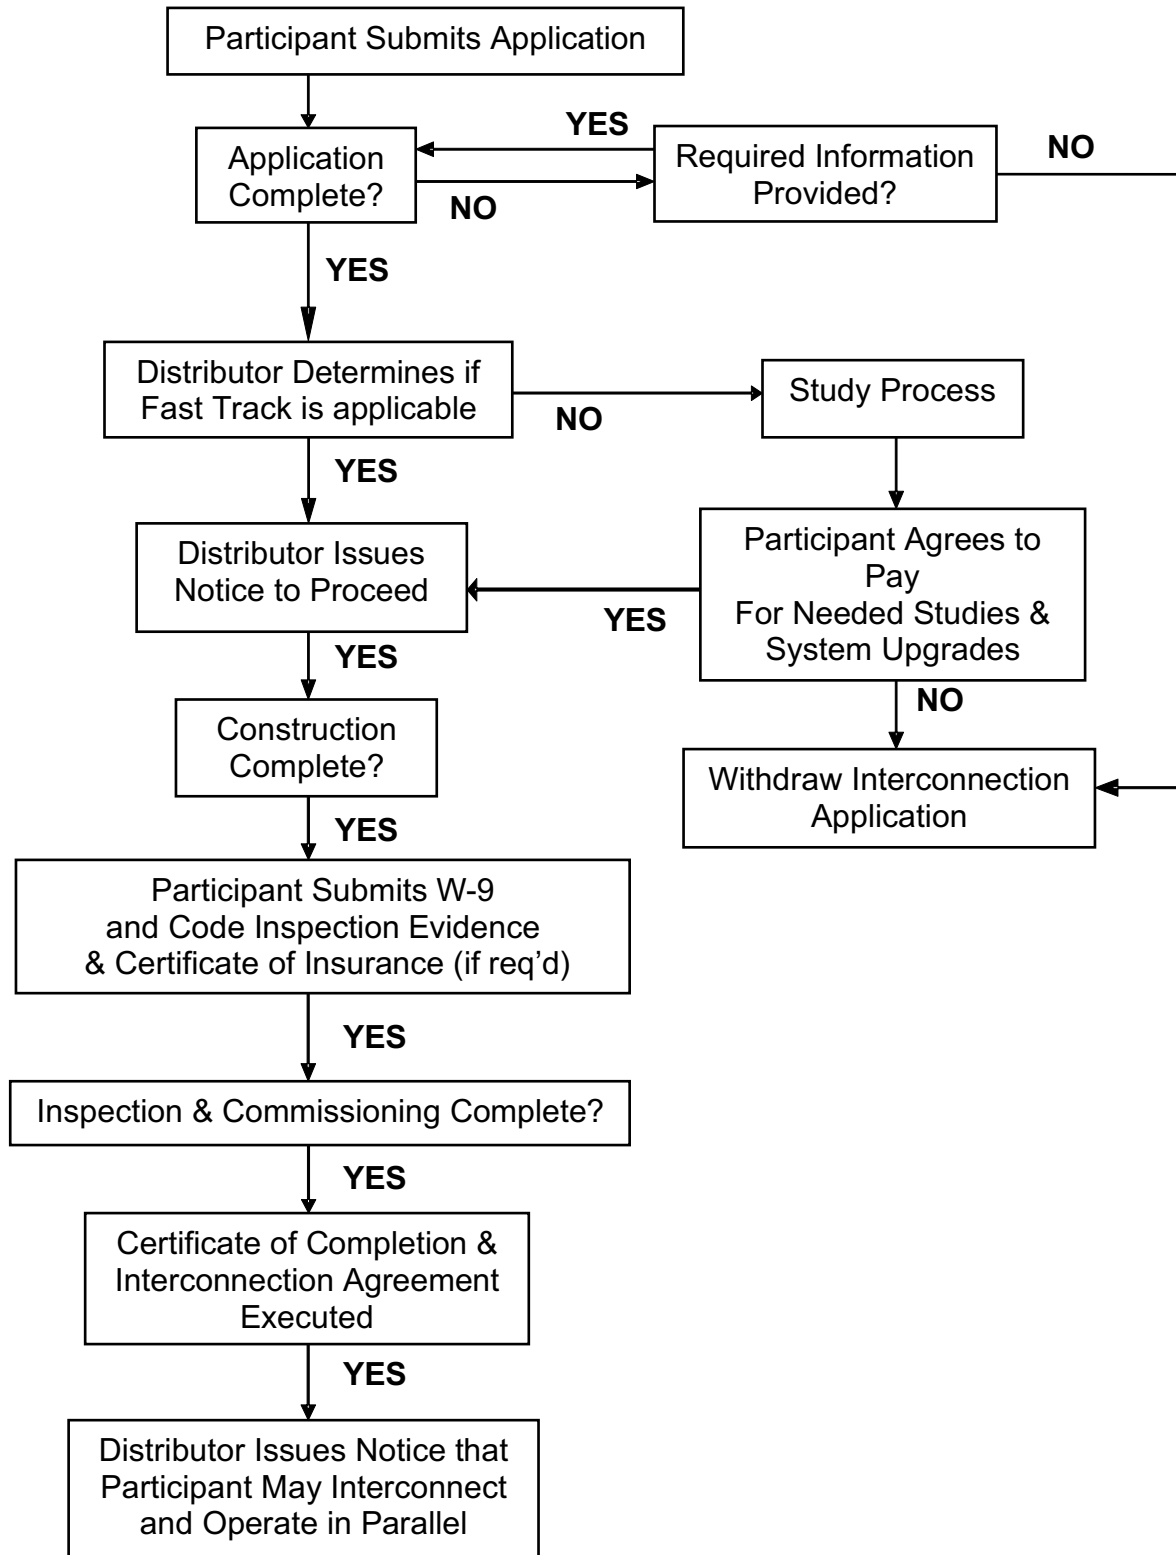 Participant Submits Application
YES
Application
Complete?
Required Information
Provided?
NO
NO
YES
Distributor Determines if
Fast Track is applicable
Study Process
NO
YES
Distributor Issues
Notice to Proceed
Participant Agrees to
Pay
For Needed Studies &
System Upgrades
YES
YES
NO
Construction
Complete?
Withdraw Interconnection
Application
YES
Participant Submits W-9
and Code Inspection Evidence
& Certificate of Insurance (if req’d)
YES
Inspection & Commissioning Complete?
YES
Certificate of Completion &
Interconnection Agreement
Executed
YES
Distributor Issues Notice that
Participant May Interconnect
and Operate in Parallel